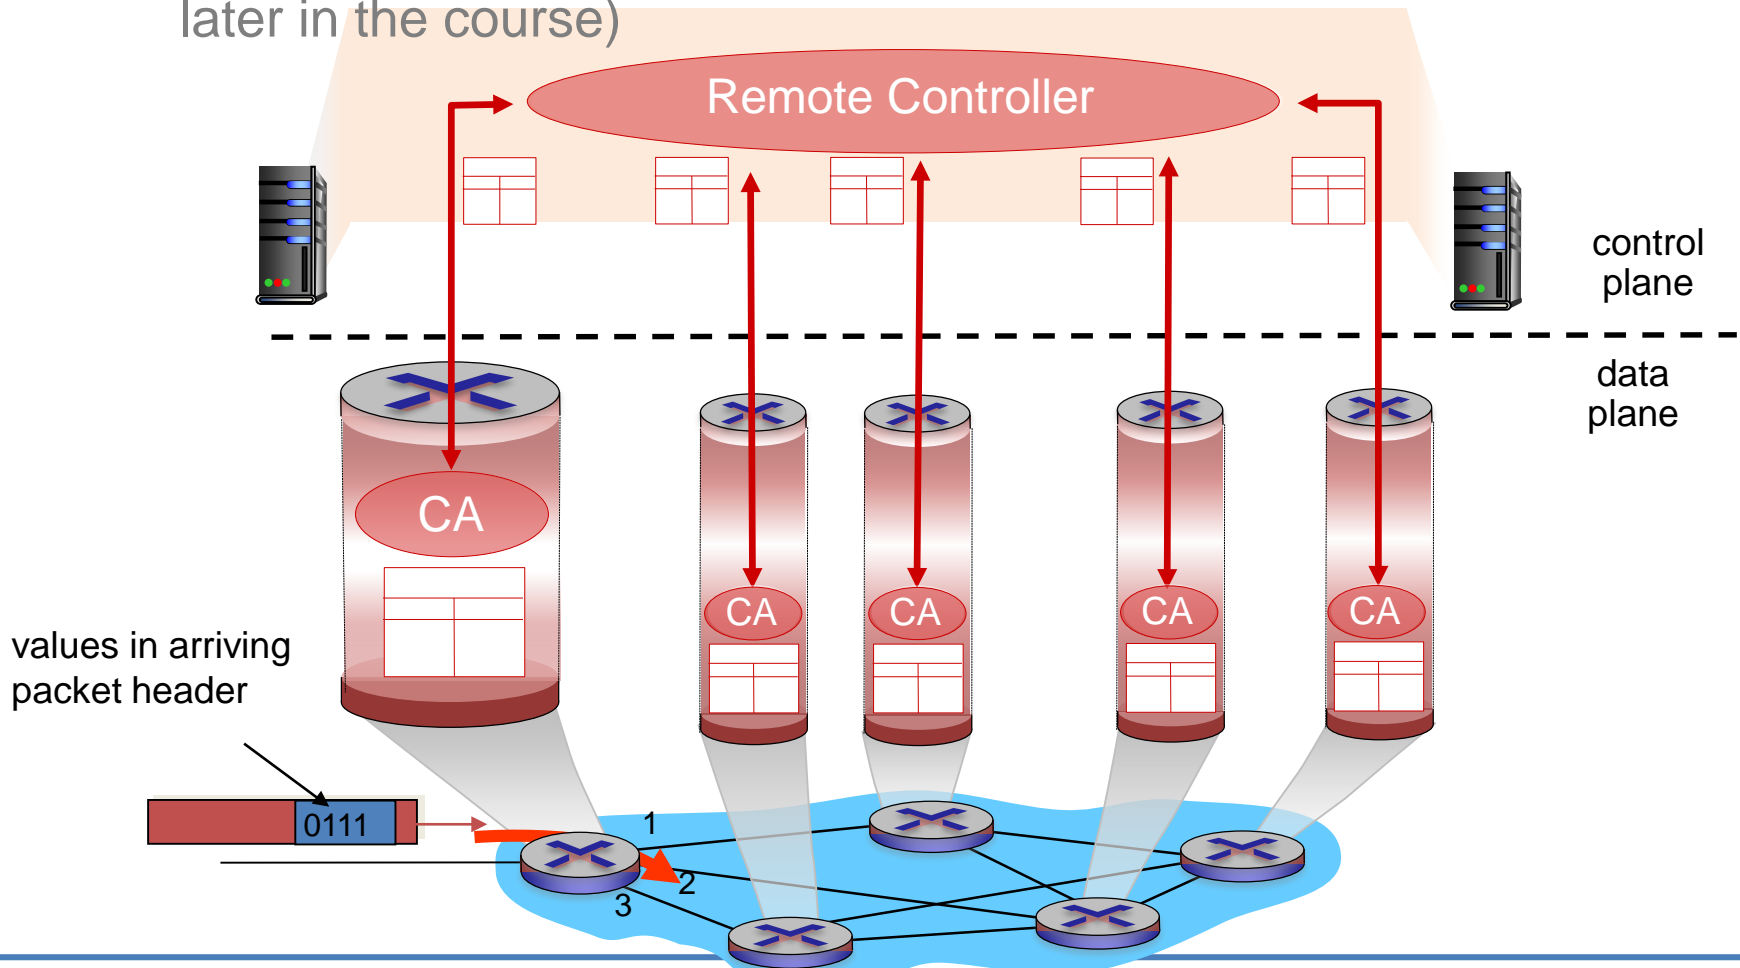 later in the course)
Remote Controller
control
plane
data
plane
CA
CA
CA
CA
CA
values in arriving
packet header
0111
1
2
3